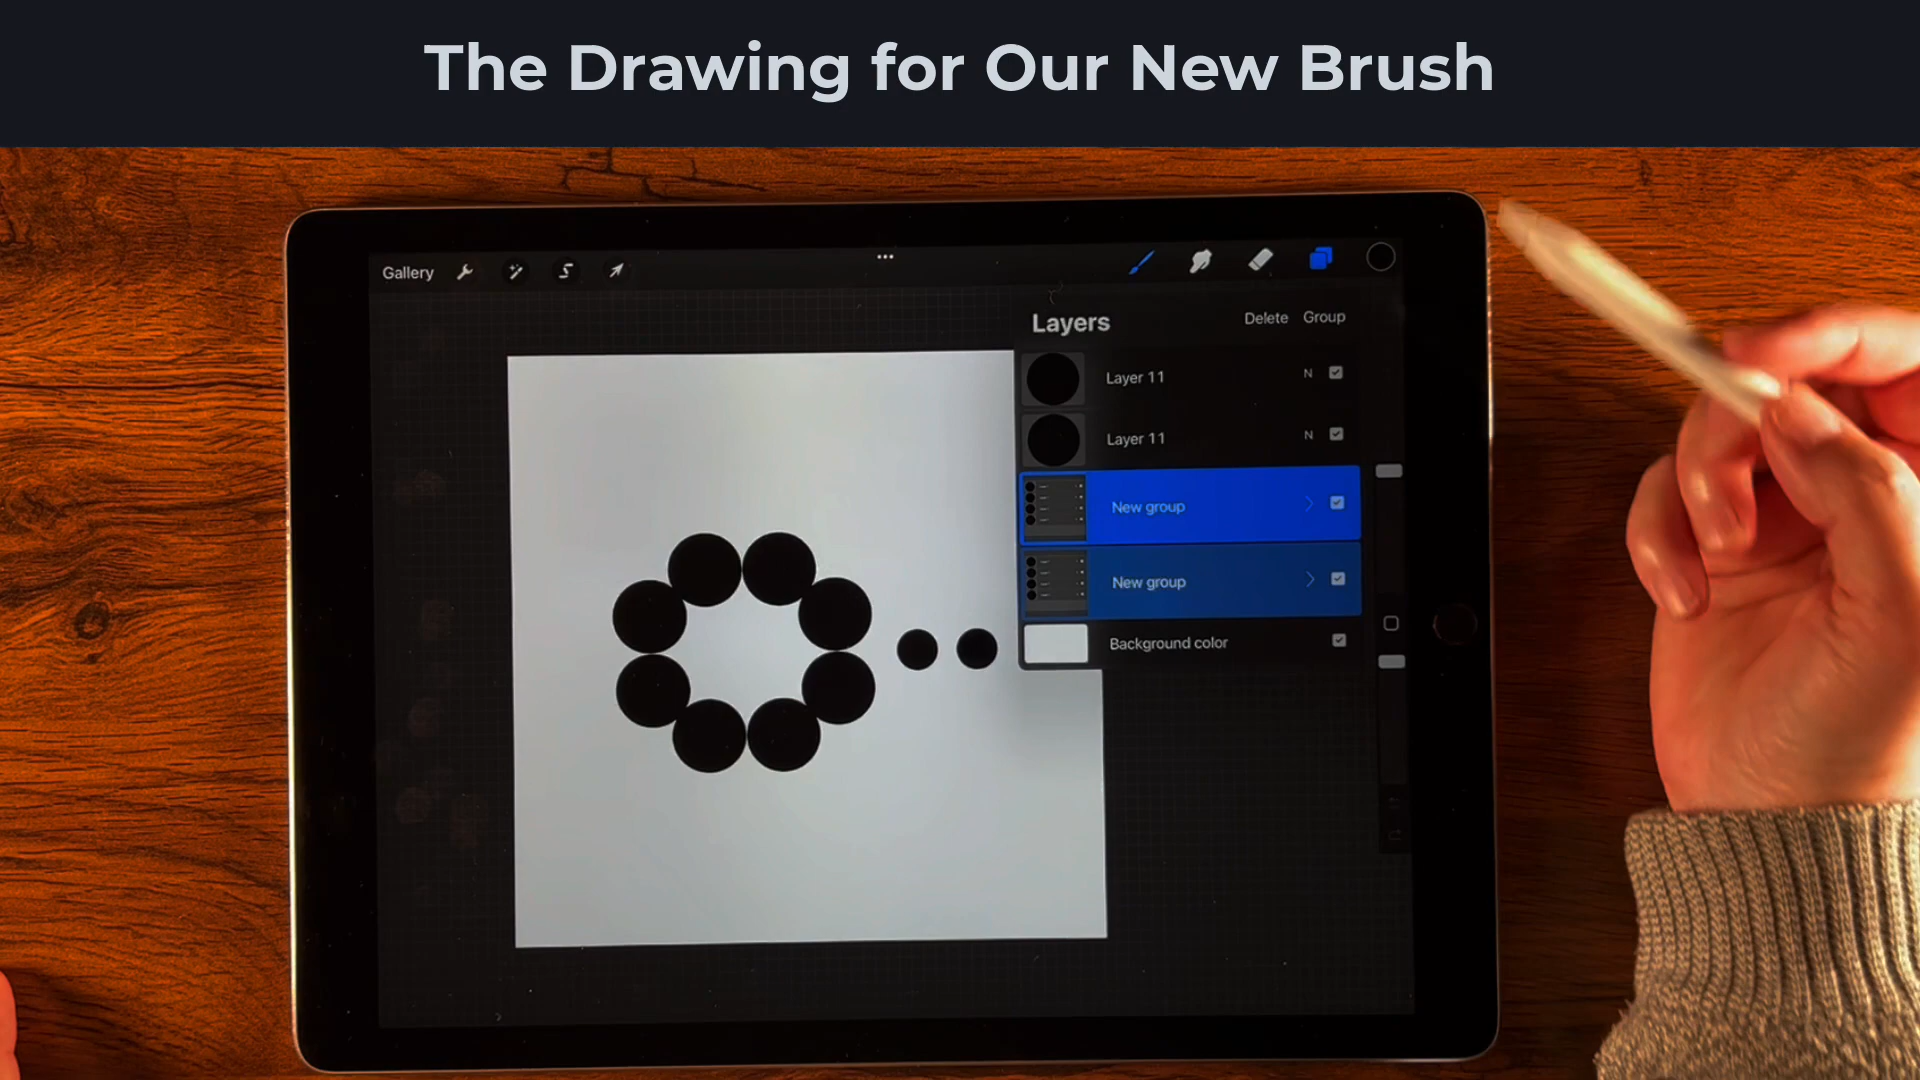 The Drawing for Our New Brush
Gallery
Layers
Delete Group
Layer 11 N
Layer 11 N
New group
New group
Background color